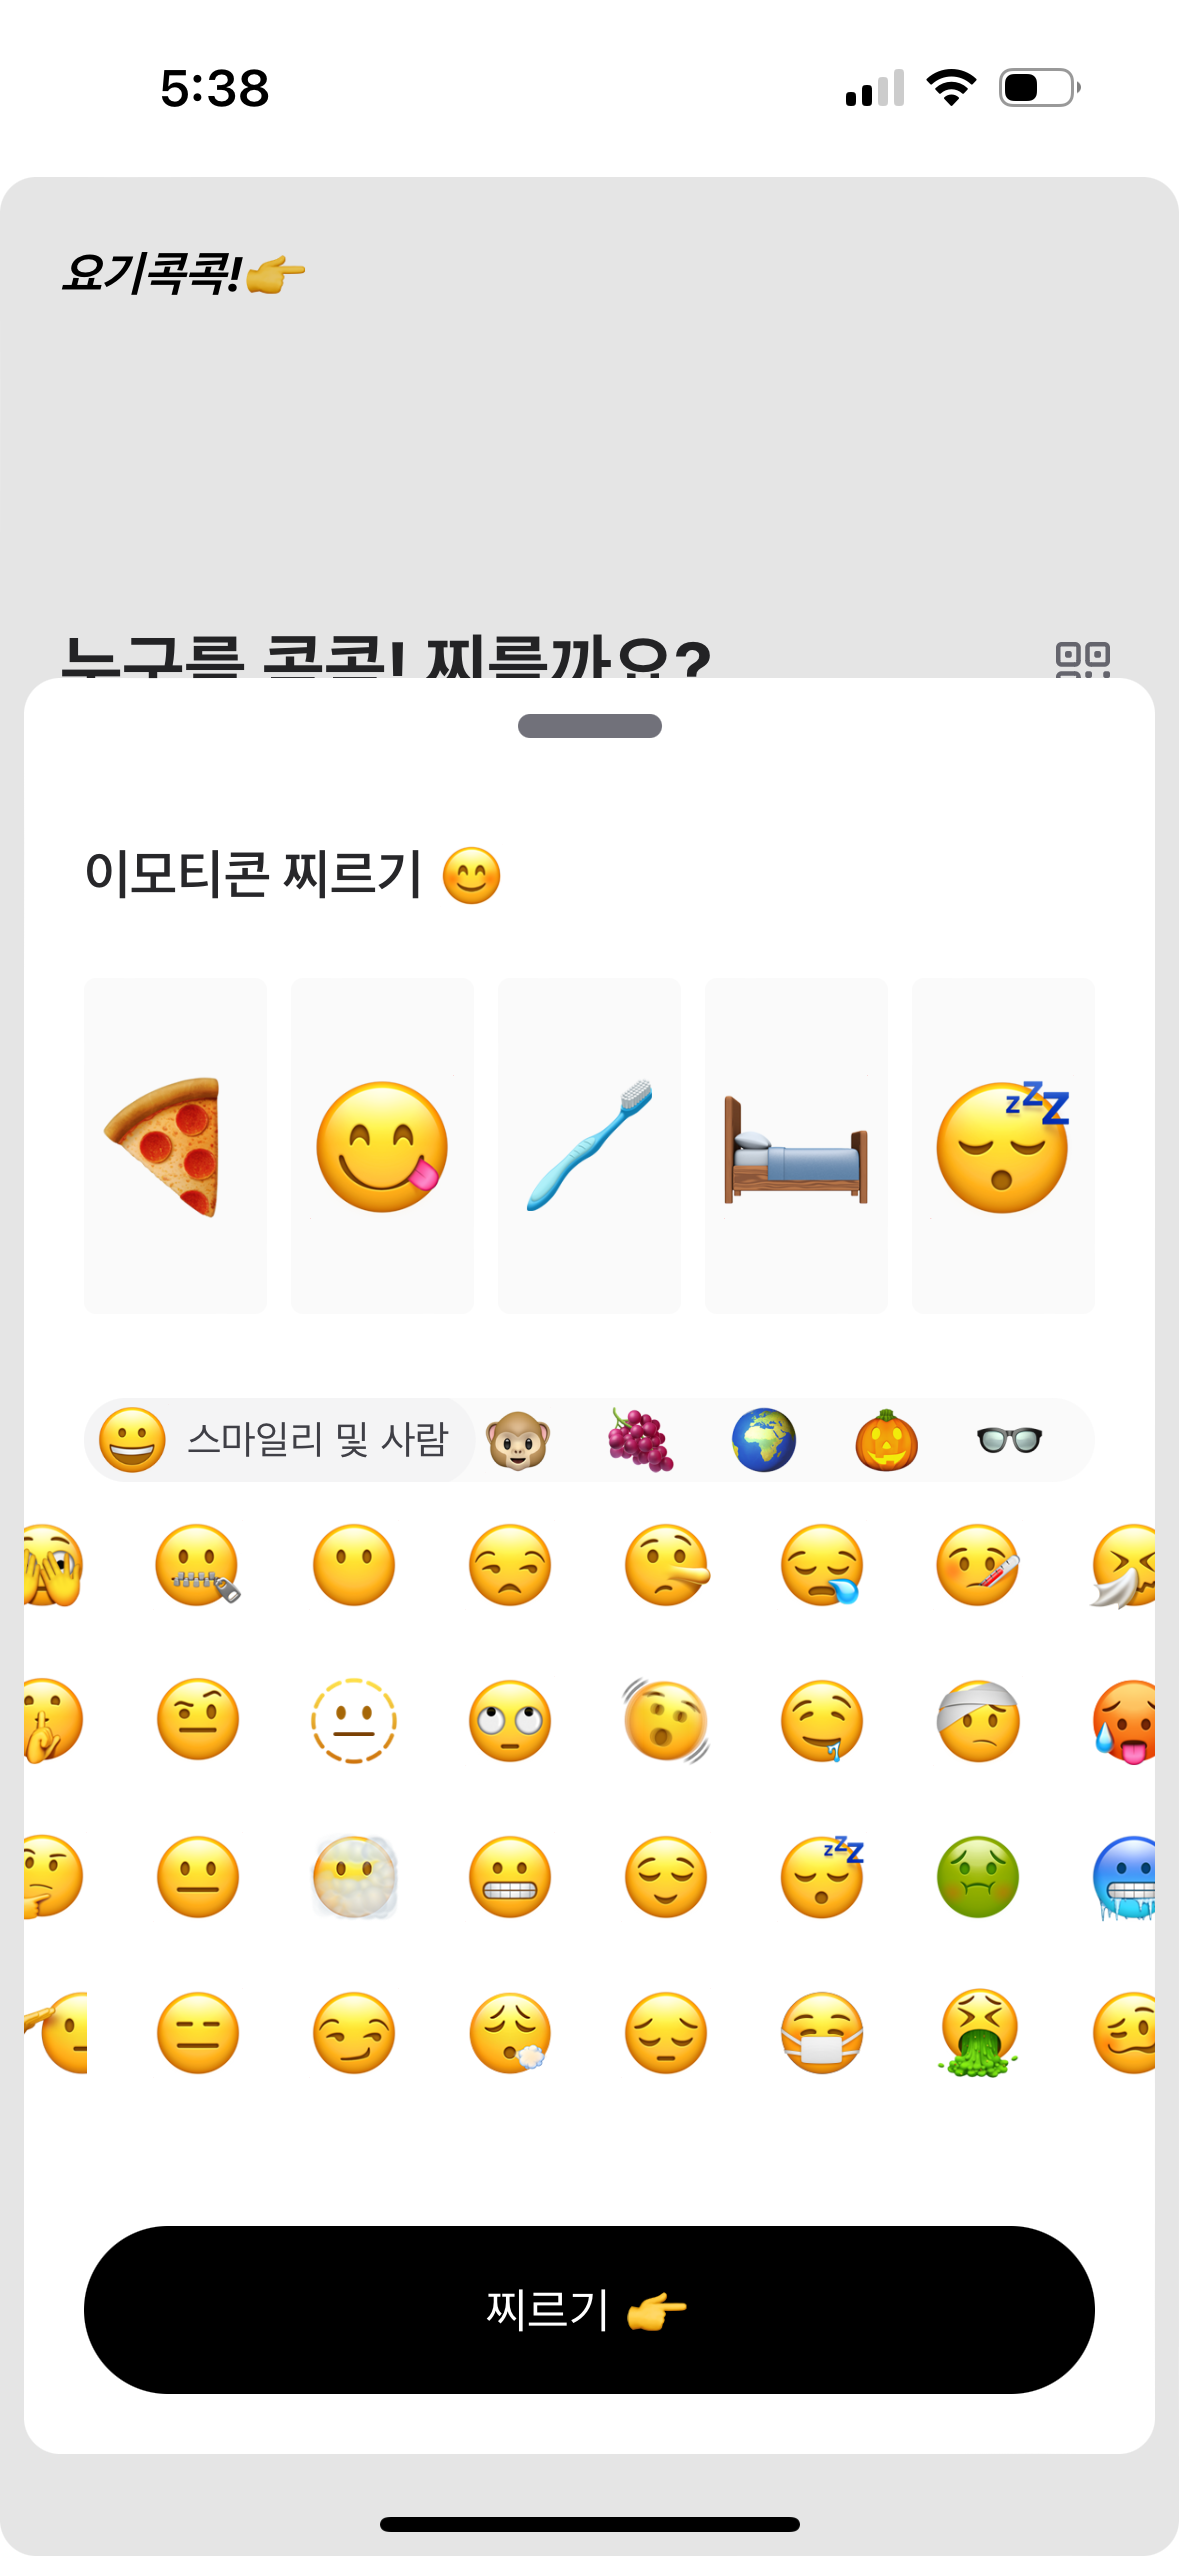 5:38
요기콕콕!👉
누구를 콕콕! 찌를까요?
이모티콘 찌르기 😊
스마일리 및 사람
찌르기 👉